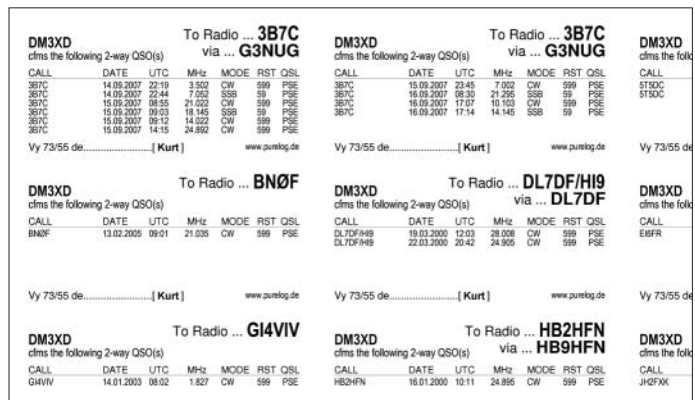 To Radio ... 3B7C
DM3XD
via ... G3NUG
cfms the following 2-way QSO(s)
CALL DATE UTC MHz MODE RST QSL
3B7C 14.09.2007 22:19 3.502 CW 599 PSE
3B7C 14.09.2007 22:44 7.052 SSB 59 PSE
3B7C 15.09.2007 08:55 21.022 CW 599 PSE
3B7C 15.09.2007 09:03 18.145 SSB 59 PSE
3B7C 15.09.2007 09:12 14.022 CW 599 PSE
3B7C 15.09.2007 14:15 24.892 CW 599 PSE
Vy 73/55 de......................[ Kurt ] www.purelog.de
To Radio ... 3B7C
DM3XD
via ... G3NUG
cfms the following 2-way QSO(s)
CALL DATE UTC MHz MODE RST QSL
3B7C 15.09.2007 23:45 7.002 CW 599 PSE
3B7C 16.09.2007 08:30 21.295 SSB 59 PSE
3B7C 16.09.2007 17:07 10.103 CW 599 PSE
3B7C 16.09.2007 17:14 14.145 SSB 59 PSE
Vy 73/55 de......................[ Kurt ] www.purelog.de
DM3XD
cfms the foll
CALL
5T5DC
5T5DC
Vy 73/55 de
To Radio ... BNØF
DM3XD
cfms the following 2-way QSO(s)
CALL DATE UTC MHz MODE RST QSL
BNØF 13.02.2005 09:01 21.035 CW 599 PSE
Vy 73/55 de......................[ Kurt ] www.purelog.de
To Radio ... DL7DF/HI9
DM3XD
via ... DL7DF
cfms the following 2-way QSO(s)
CALL DATE UTC MHz MODE RST QSL
DL7DF/HI9 19.03.2000 12:03 28.008 CW 599 PSE
DL7DF/HI9 22.03.2000 20:42 24.905 CW 599 PSE
Vy 73/55 de......................[ Kurt ] www.purelog.de
DM3XD
cfms the foll
CALL
EI6FR
Vy 73/55 de
To Radio ... GI4VIV
DM3XD
cfms the following 2-way QSO(s)
CALL DATE UTC MHz MODE RST QSL
GI4VIV 14.01.2003 08:02 1.827 CW 599 PSE
To Radio ... HB2HFN
DM3XD
via ... HB9HFN
cfms the following 2-way QSO(s)
CALL DATE UTC MHz MODE RST QSL
HB2HFN 16.01.2000 10:11 24.895 CW 599 PSE
DM3XD
cfms the foll
CALL
JH2FXK